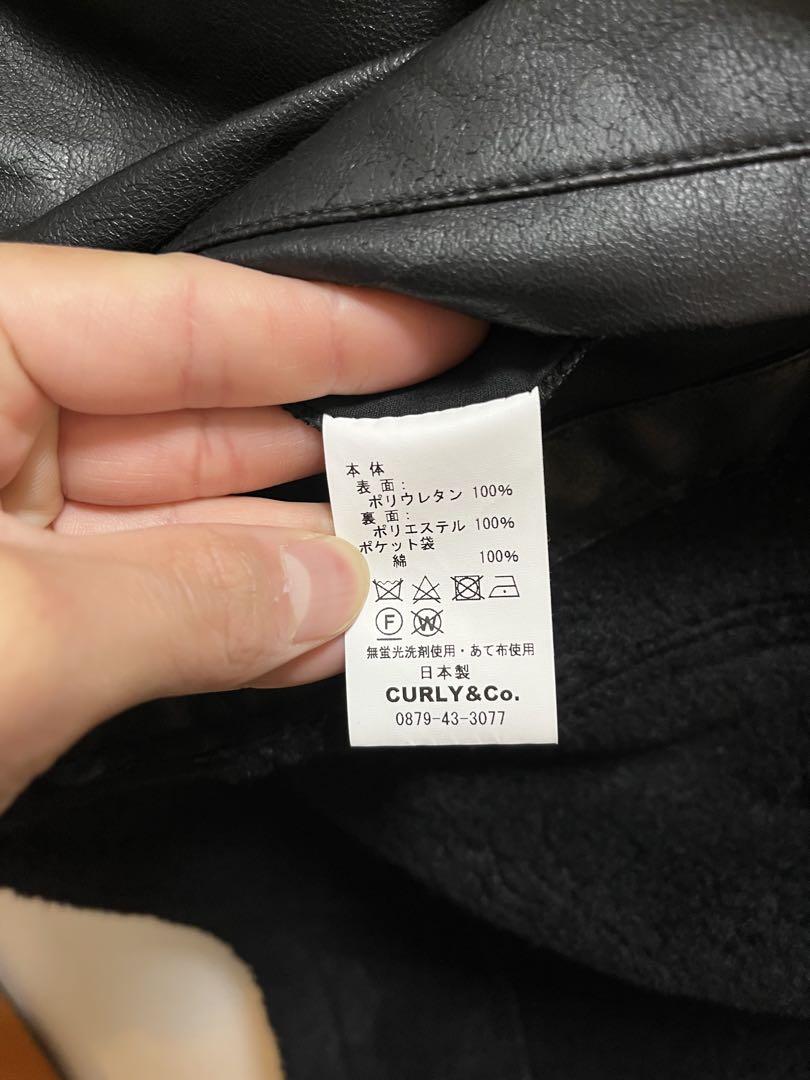 本体
表面:
ポリウレタン 100%
裏面:
ポリエステル 100%
ポケット袋
綿 100%
F W
無蛍光洗剤使用・あて布使用
日本製
CURLY&Co.
0879-43-3077